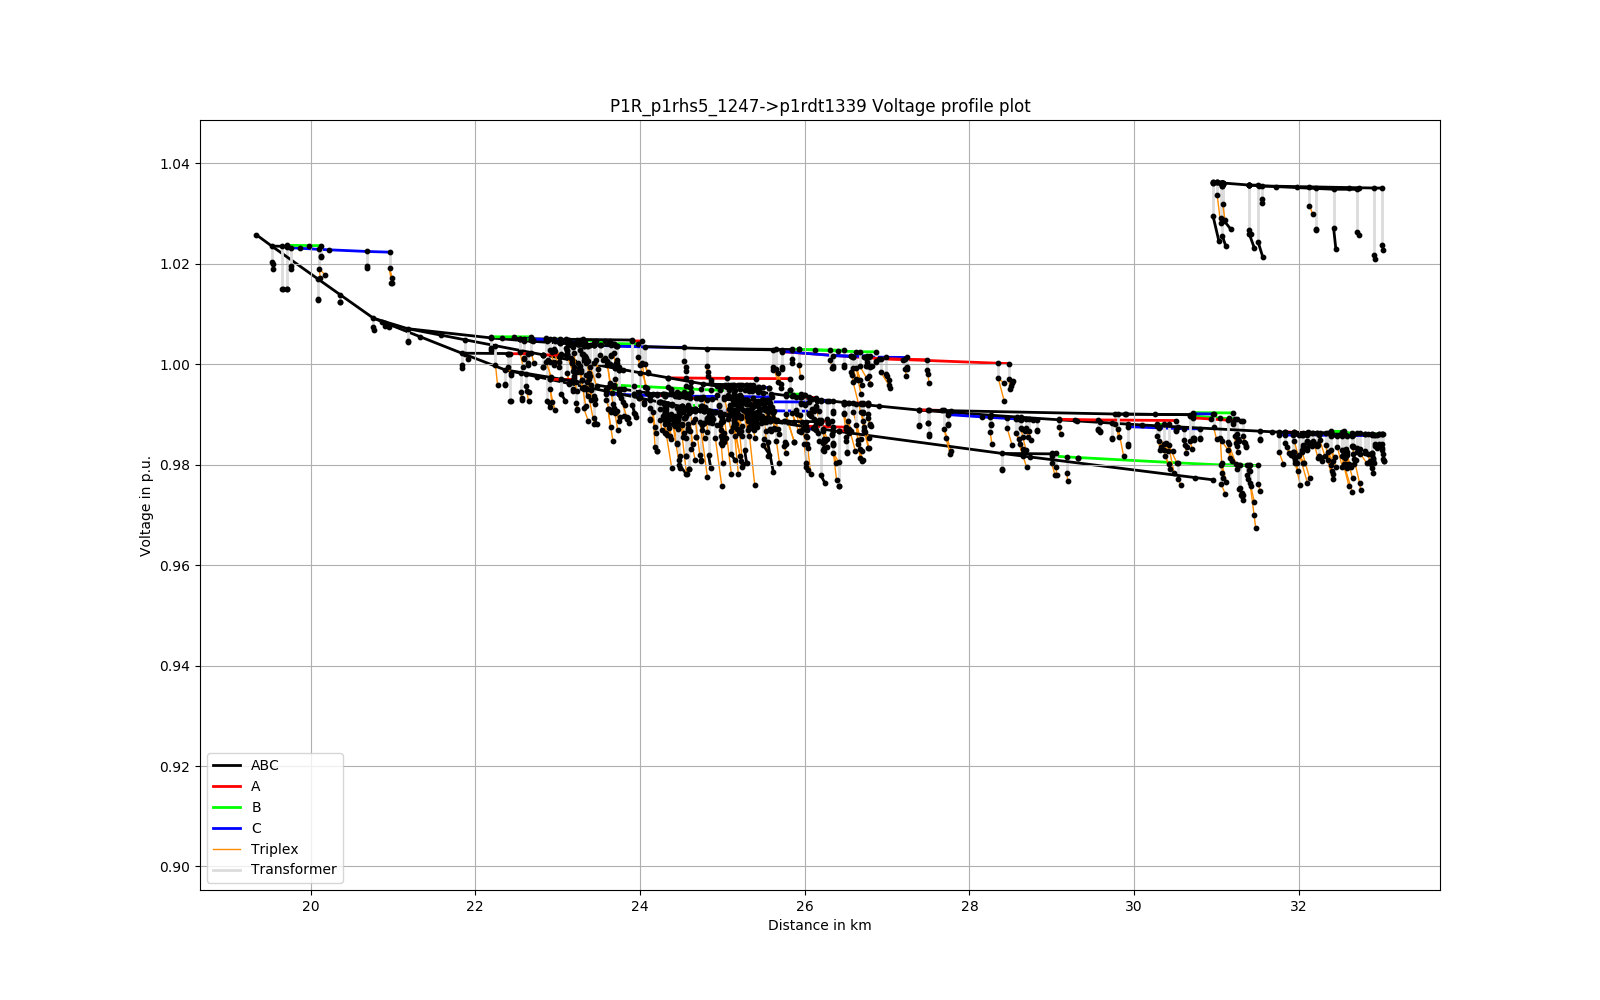 P1R_p1rhs5_1247->p1rdt1339 Voltage profile plot
1.04
1.02
1.00
0.98
0.96
0.94
0.92
0.90
Voltage in p.u.
ABC
A
B
C
Triplex
Transformer
20 22 24 26 28 30 32
Distance in km